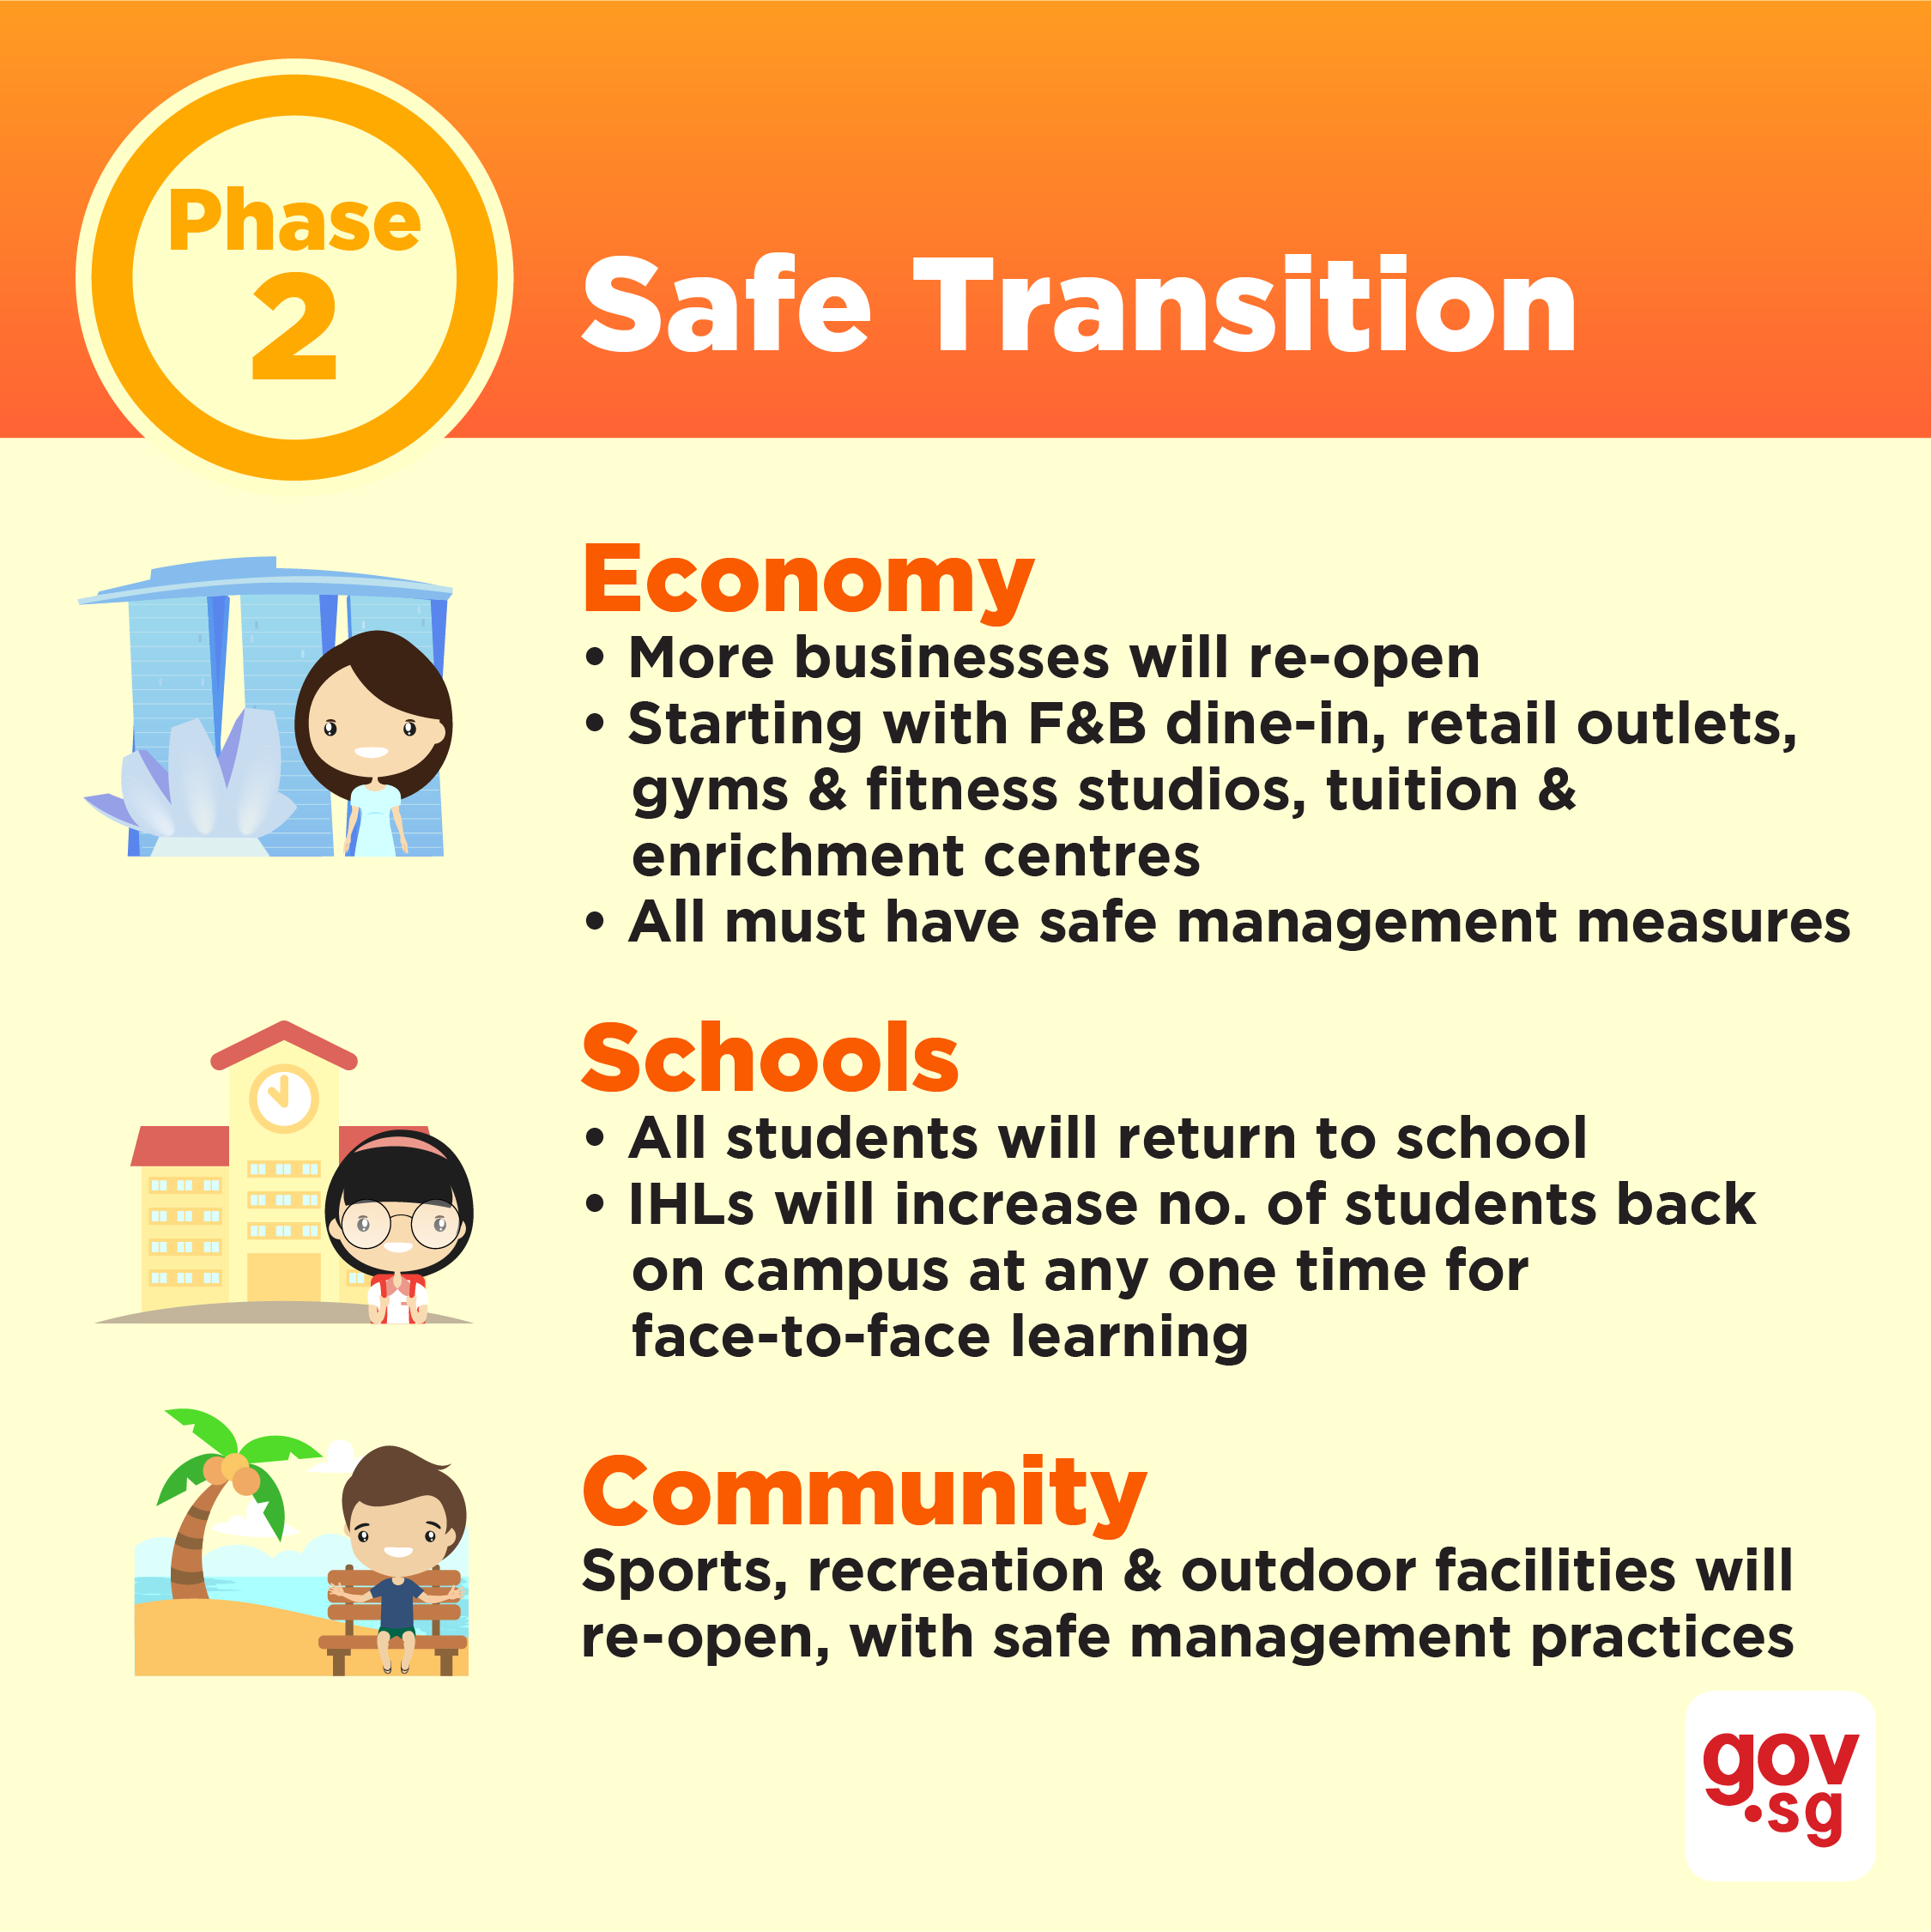 Phase
2
Safe Transition
Economy
• More businesses will re-open
• Starting with F&B dine-in, retail outlets,
gyms & fitness studios, tuition &
enrichment centres
• All must have safe management measures
Schools
• All students will return to school
• IHLs will increase no. of students back
on campus at any one time for
face-to-face learning
Community
Sports, recreation & outdoor facilities will
re-open, with safe management practices
gov
.sg